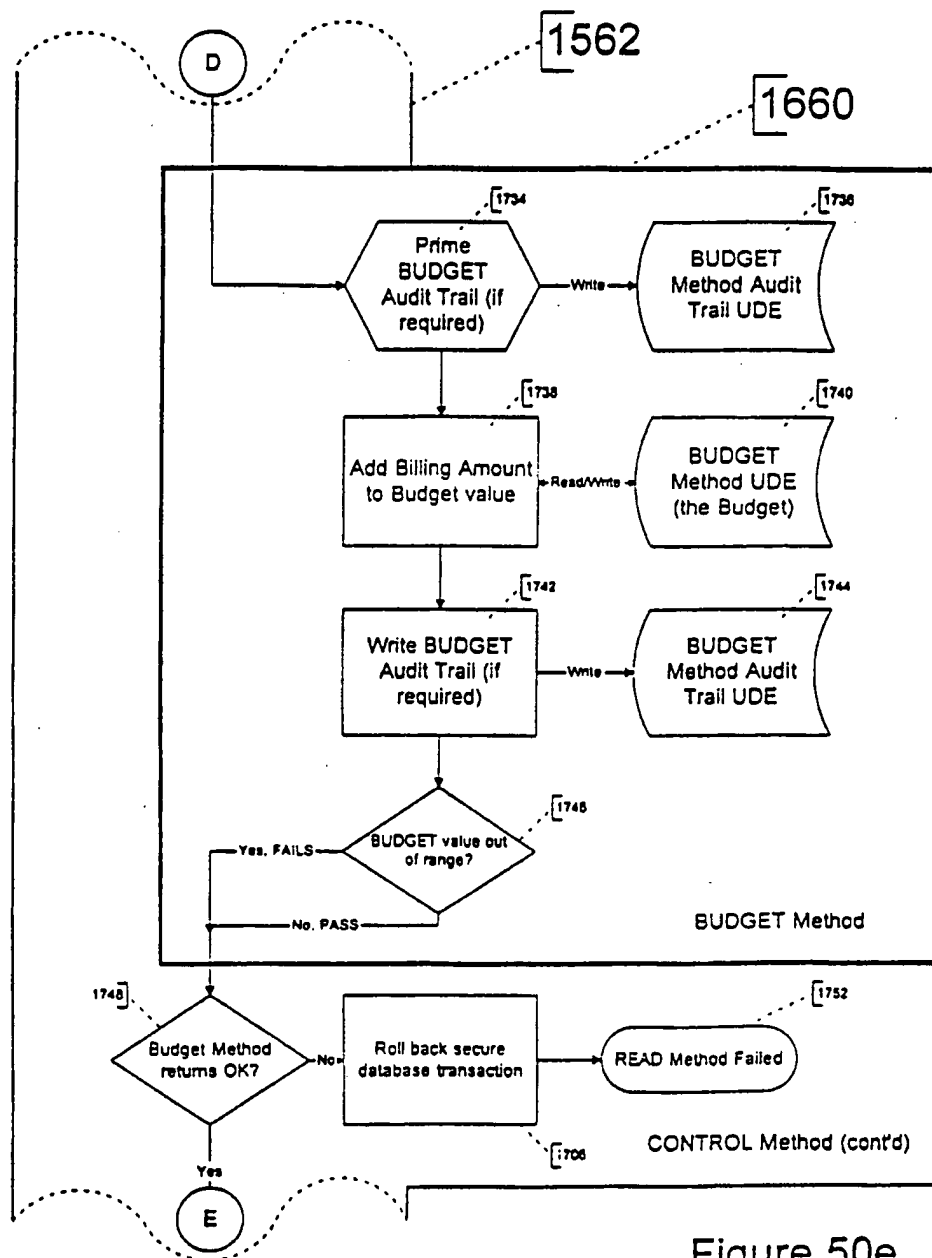 D
1562
1660
1734
Prime
BUDGET
Audit Trail (if
required)
Write
1736
BUDGET
Method Audit
Trail UDE
1738
Add Billing Amount
to Budget value
Read/Write
1740
BUDGET
Method UDE
(the Budget)
1742
Write BUDGET
Audit Trail (if
required)
Write
1744
BUDGET
Method Audit
Trail UDE
1746
BUDGET value out
of range?
Yes, FAILS
No, PASS
BUDGET Method
1748
Budget Method
returns OK?
No
Roll back secure
database transaction
1706
1752
READ Method Failed
CONTROL Method (cont'd)
Yes
E
Figure 50e